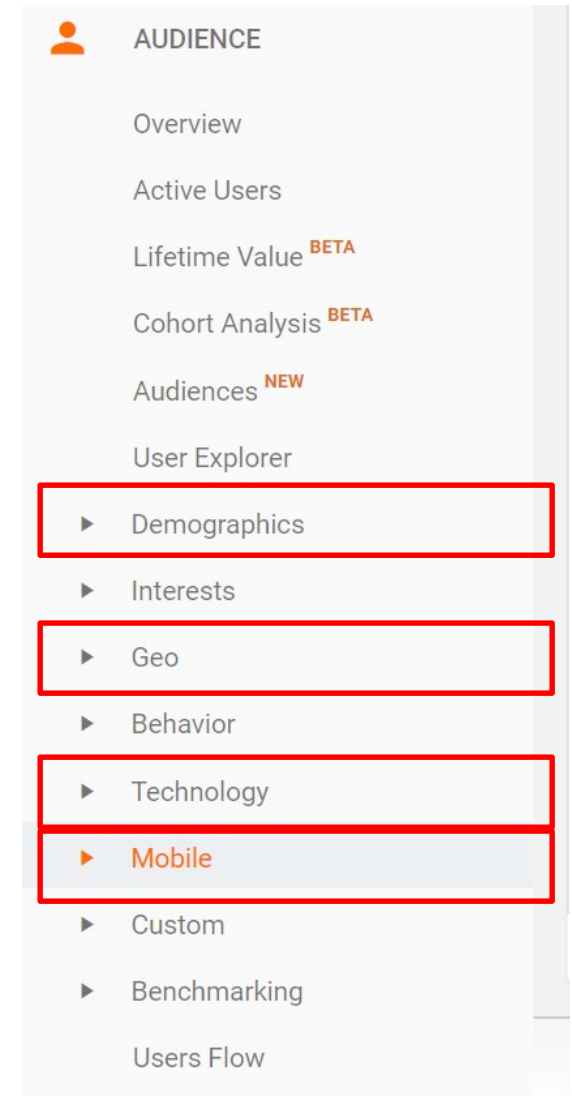 AUDIENCE
Overview
Active Users
Lifetime Value BETA
Cohort Analysis BETA
Audiences NEW
User Explorer
Demographics
Interests
Geo
Behavior
Technology
Mobile
Custom
Benchmarking
Users Flow